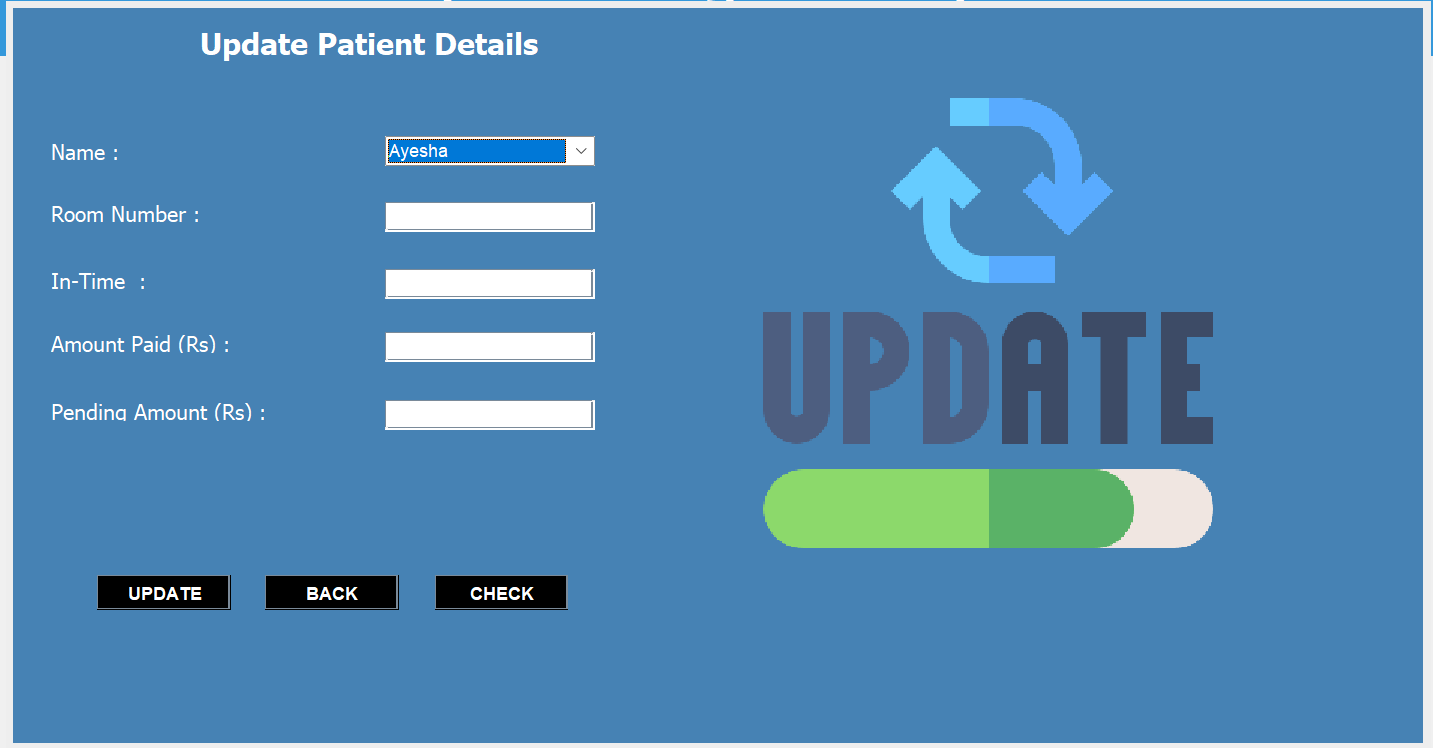 Update Patient Details
Name :
Ayesha
Room Number :
In-Time :
Amount Paid (Rs) :
Pending Amount (Rs) :
UPDATE
UPDATE
BACK
CHECK